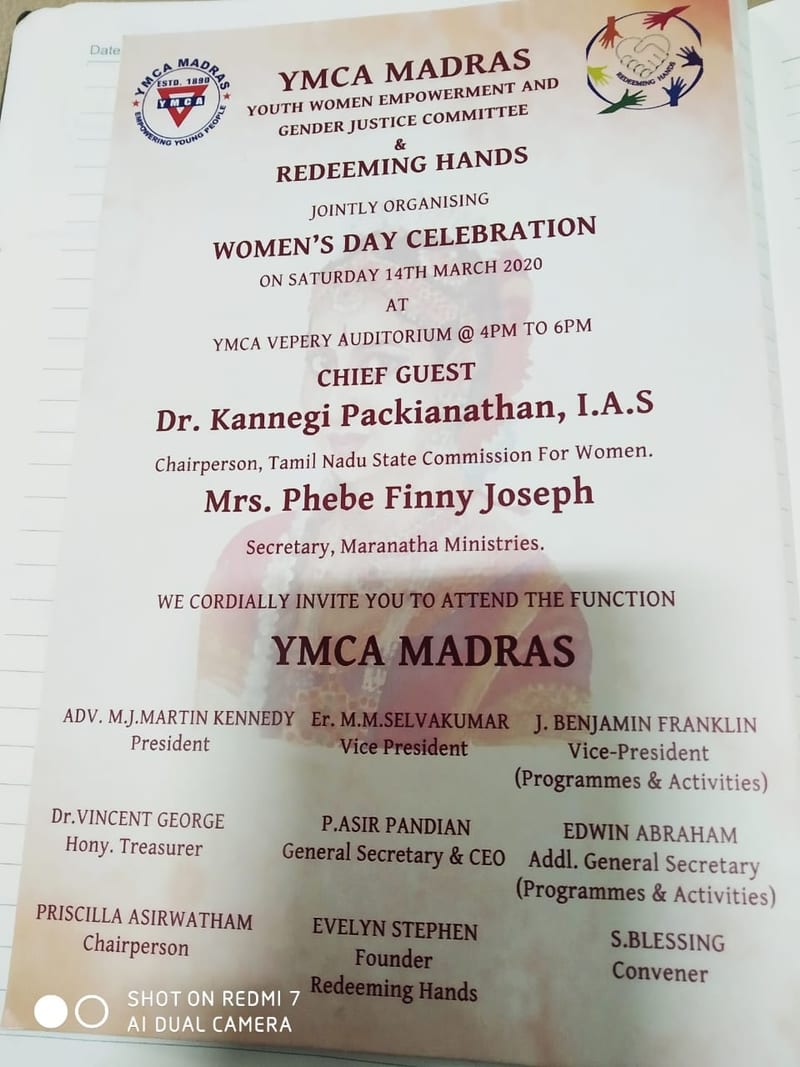 Date
YMCA MADRAS
ESTD. 1890
YMCA
EMPOWERING YOUNG PEOPLE
REDEEMING HANDS
YMCA MADRAS
YOUTH WOMEN EMPOWERMENT AND
GENDER JUSTICE COMMITTEE
&
REDEEMING HANDS
JOINTLY ORGANISING
WOMEN'S DAY CELEBRATION
ON SATURDAY 14TH MARCH 2020
AT
YMCA VEPERY AUDITORIUM @ 4PM TO 6PM
CHIEF GUEST
Dr. Kannegi Packianathan, I.A.S
Chairperson, Tamil Nadu State Commission For Women.
Mrs. Phebe Finny Joseph
Secretary, Maranatha Ministries.
WE CORDIALLY INVITE YOU TO ATTEND THE FUNCTION
YMCA MADRAS
ADV. M.J.MARTIN KENNEDY
President
Er. M.M.SELVAKUMAR
Vice President
J. BENJAMIN FRANKLIN
Vice-President
(Programmes & Activities)
Dr.VINCENT GEORGE
Hony. Treasurer
P.ASIR PANDIAN
General Secretary & CEO
EDWIN ABRAHAM
Addl. General Secretary
(Programmes & Activities)
PRISCILLA ASIRWATHAM
Chairperson
EVELYN STEPHEN
Founder
Redeeming Hands
S.BLESSING
Convener
SHOT ON REDMI 7
AI DUAL CAMERA